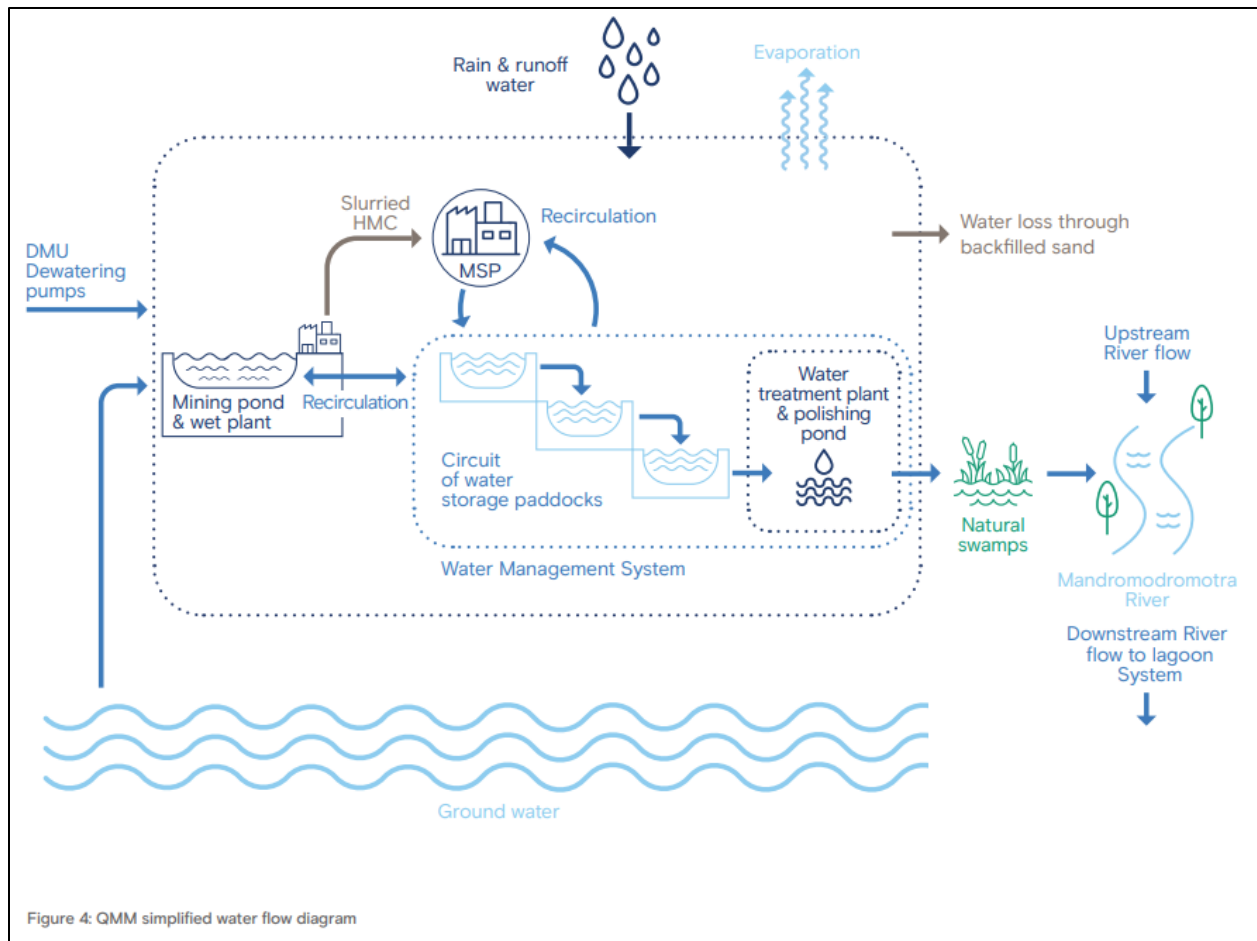 Rain & runoff
water
Evaporation
Slurried
HMC
Recirculation
MSP
Water loss through
backfilled sand
DMU
Dewatering
pumps
Upstream
River flow
Mining pond
& wet plant
Recirculation
Water
treatment plant
& polishing
pond
Circuit
of water
storage paddocks
Natural
swamps
Water Management System
Mandromodromotra
River
Downstream River
flow to lagoon
System
Ground water
Figure 4: QMM simplified water flow diagram